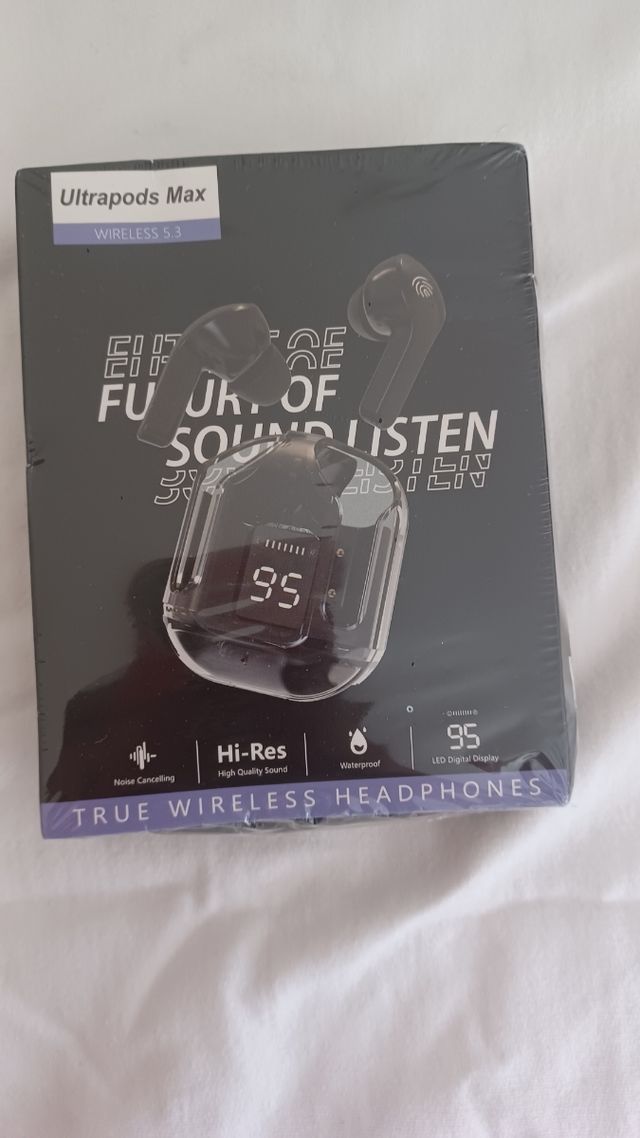 Ultrapods Max
WIRELESS 5.3
OF
SOUND LISTEN
95
Noise Cancelling
Hi-Res
High Quality Sound
Waterproof
95
LED Digital Display
TRUE WIRELESS HEADPHONES